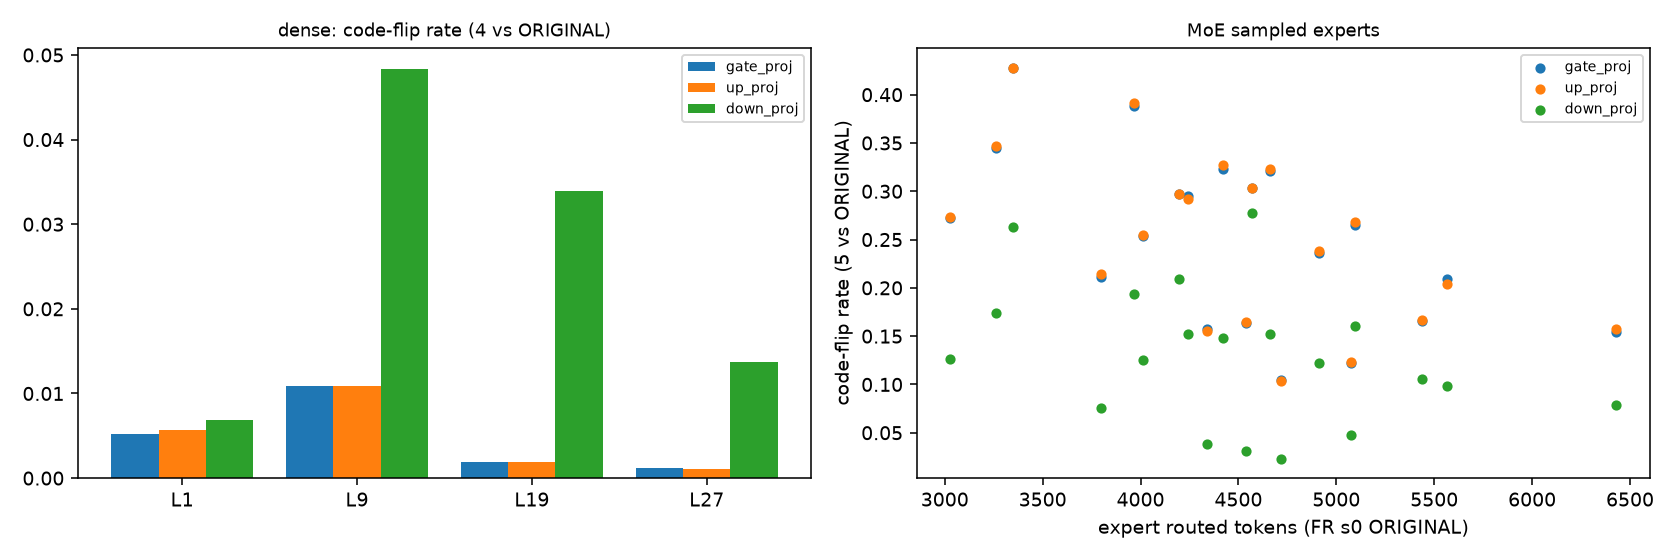 dense: code-flip rate (4 vs ORIGINAL)
0.05
0.04
0.03
0.02
0.01
0.00
L1 L9 L19 L27
gate_proj
up_proj
down_proj
MoE sampled experts
code-flip rate (5 vs ORIGINAL)
0.40
0.35
0.30
0.25
0.20
0.15
0.10
0.05
3000 3500 4000 4500 5000 5500 6000 6500
expert routed tokens (FR s0 ORIGINAL)
gate_proj
up_proj
down_proj